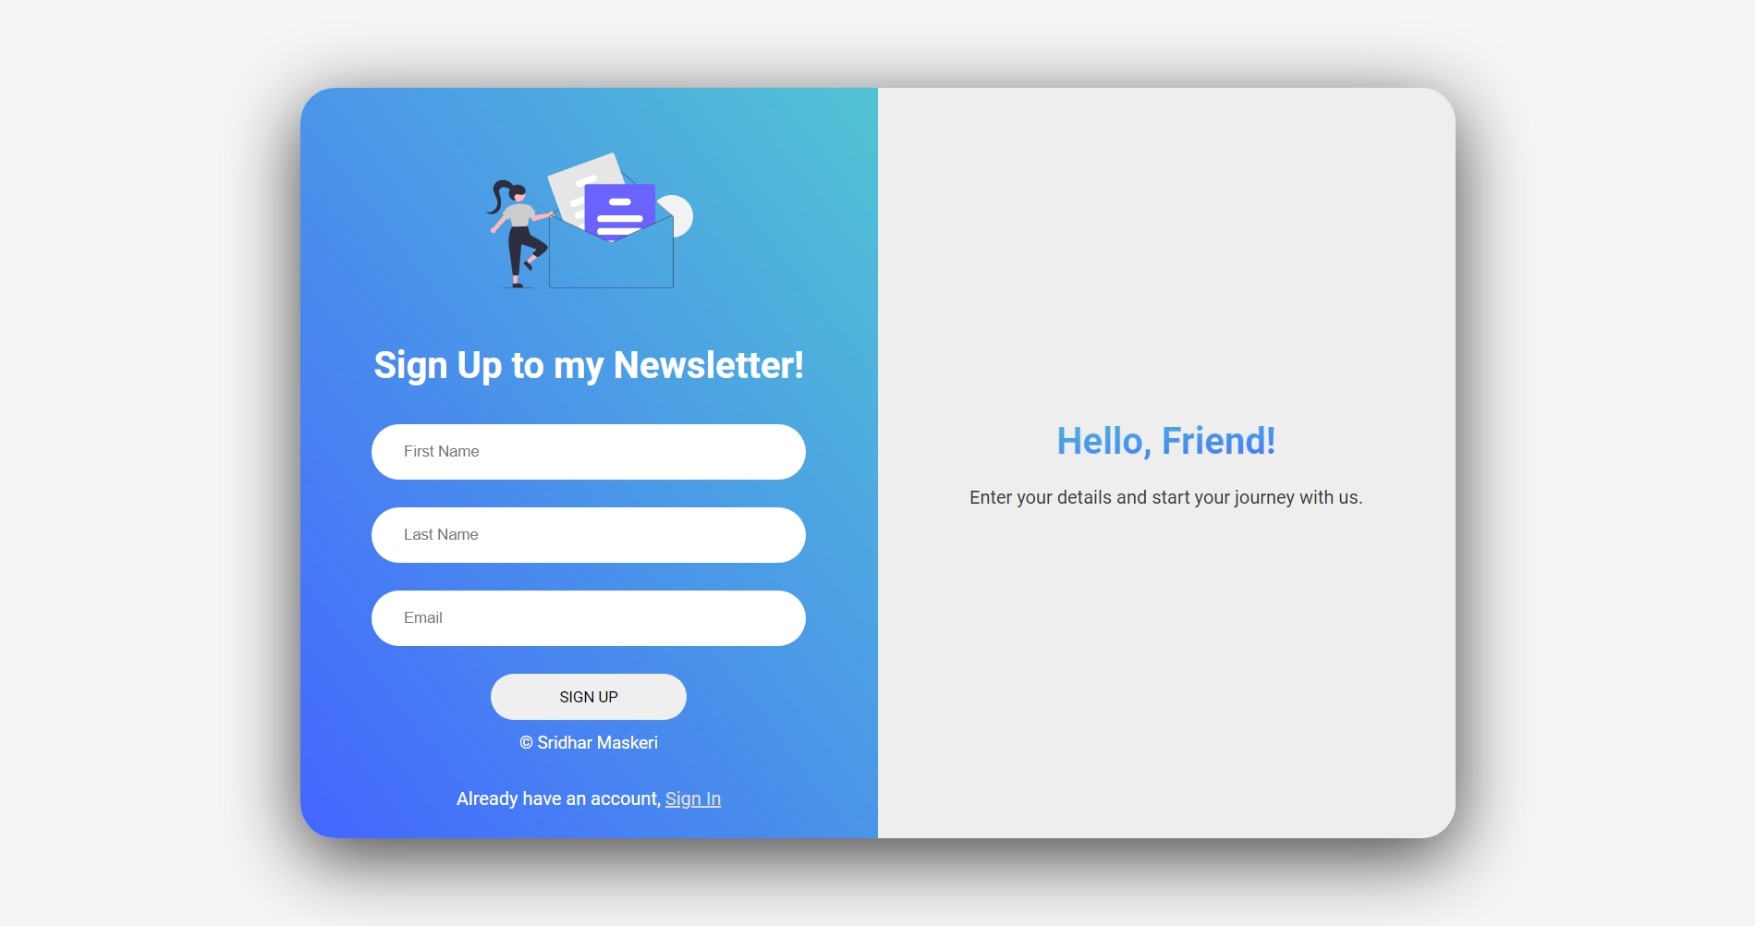 Sign Up to my Newsletter!
First Name
Last Name
Email
SIGN UP
© Sridhar Maskeri
Already have an account, Sign In
Hello, Friend!
Enter your details and start your journey with us.